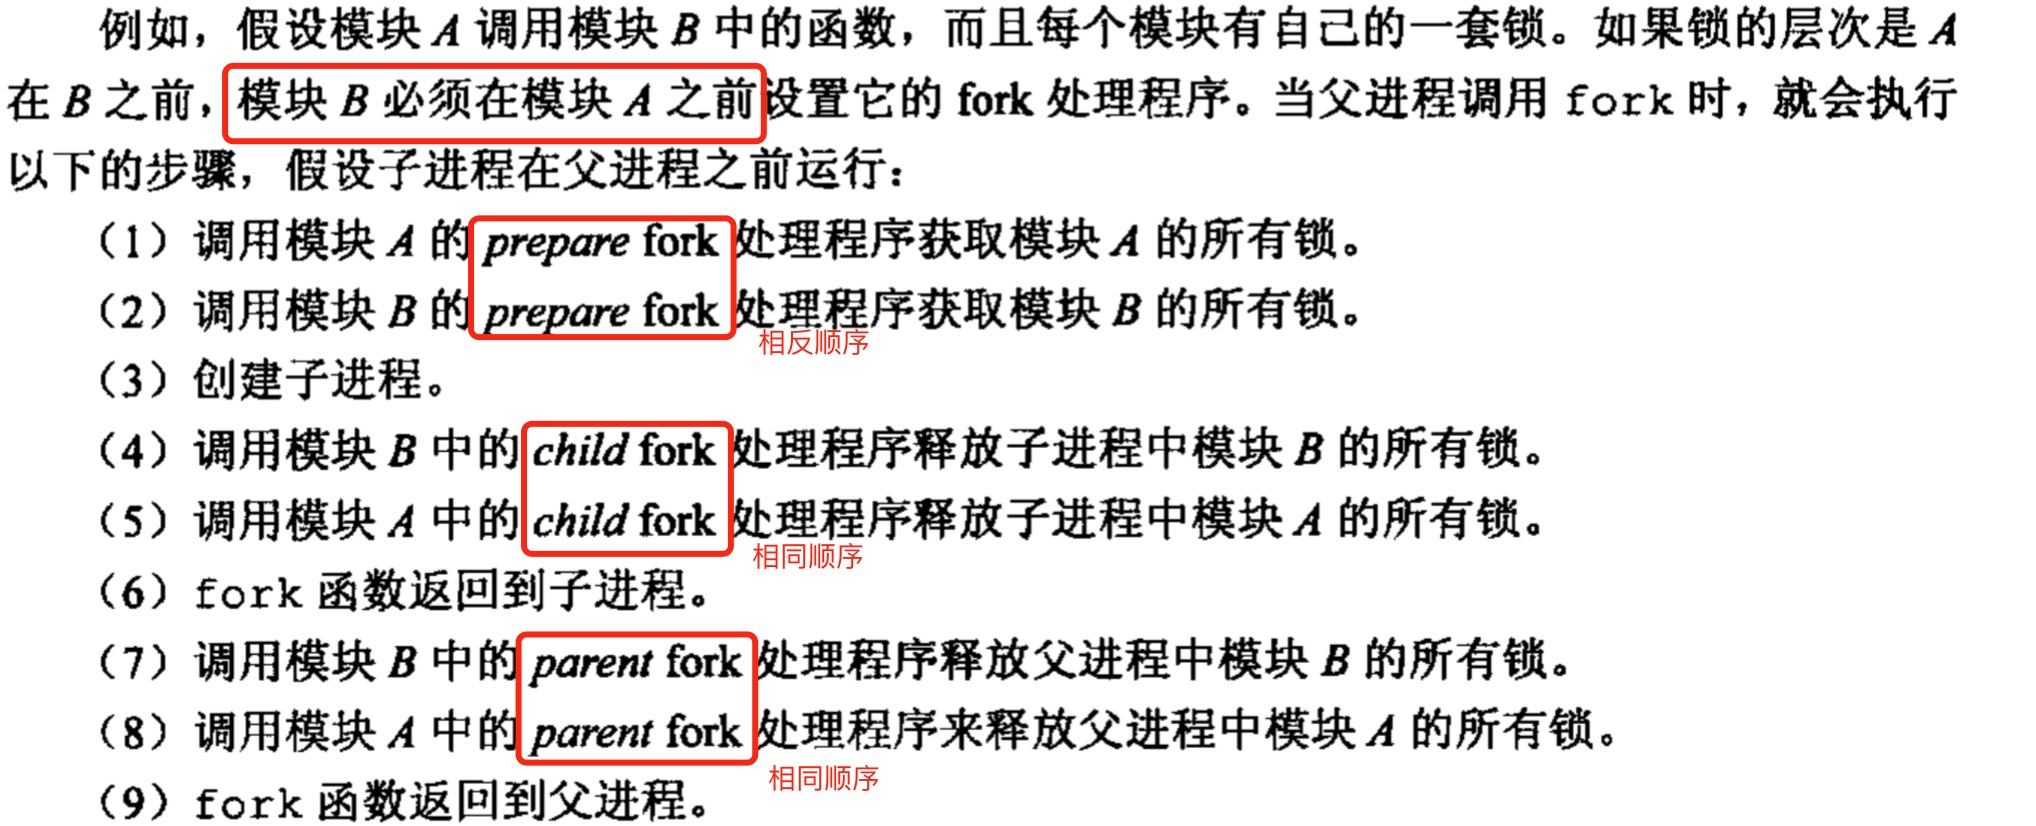 例如，假设模块 A 调用模块 B 中的函数，而且每个模块有自己的一套锁。如果锁的层次是 A
在 B 之前，模块 B 必须在模块 A 之前设置它的 fork 处理程序。当父进程调用 fork 时，就会执行
以下的步骤，假设子进程在父进程之前运行：
（1）调用模块 A 的 prepare fork 处理程序获取模块 A 的所有锁。
（2）调用模块 B 的 prepare fork 处理程序获取模块 B 的所有锁。
相反顺序
（3）创建子进程。
（4）调用模块 B 中的 child fork 处理程序释放子进程中模块 B 的所有锁。
（5）调用模块 A 中的 child fork 处理程序释放子进程中模块 A 的所有锁。
相同顺序
（6）fork 函数返回到子进程。
（7）调用模块 B 中的 parent fork 处理程序释放父进程中模块 B 的所有锁。
（8）调用模块 A 中的 parent fork 处理程序来释放父进程中模块 A 的所有锁。
相同顺序
（9）fork 函数返回到父进程。